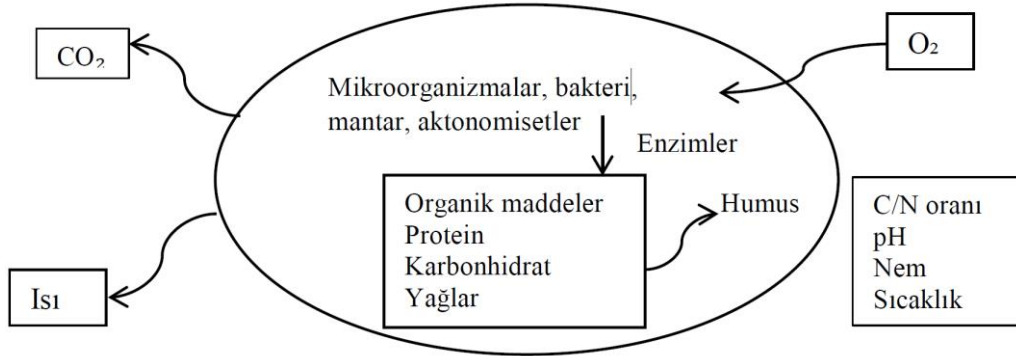 CO₂
O₂
Mikroorganizmalar, bakteri,
mantar, aktonomisetler
Enzimler
Organik maddeler
Protein
Karbonhidrat
Yağlar
Humus
C/N oranı
pH
Nem
Sıcaklık
Isı